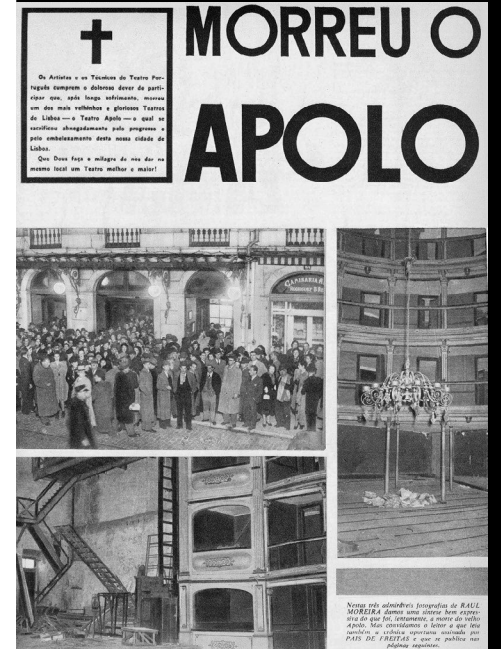 MORREU O
APOLO
Os Artistas e os Técnicos de Teatro Por-
tuguês cumprem o doloroso dever de parti-
cipar que, após longo sofrimento, morreu
um dos mais velhinhos e gloriosos Teatros
de Lisboa — o Teatro Apolo — o qual se
sacrificou abnegadamente pelo progresso e
pelo embelezamento desta nossa cidade de
Lisboa.
Que Deus faça o milagre de nos dar no
mesmo local um Teatro melhor e maior!
CAMISARIA A
Nestas três admiráveis fotografias de RAUL
MOREIRA damos uma síntese bem expres-
siva do que foi, lentamente, a morte do velho
Apolo. Mas convidamos o leitor a que leia
também a crónica oportuna assinada por
PAIS DE FREITAS e que se publica nas
páginas seguintes.